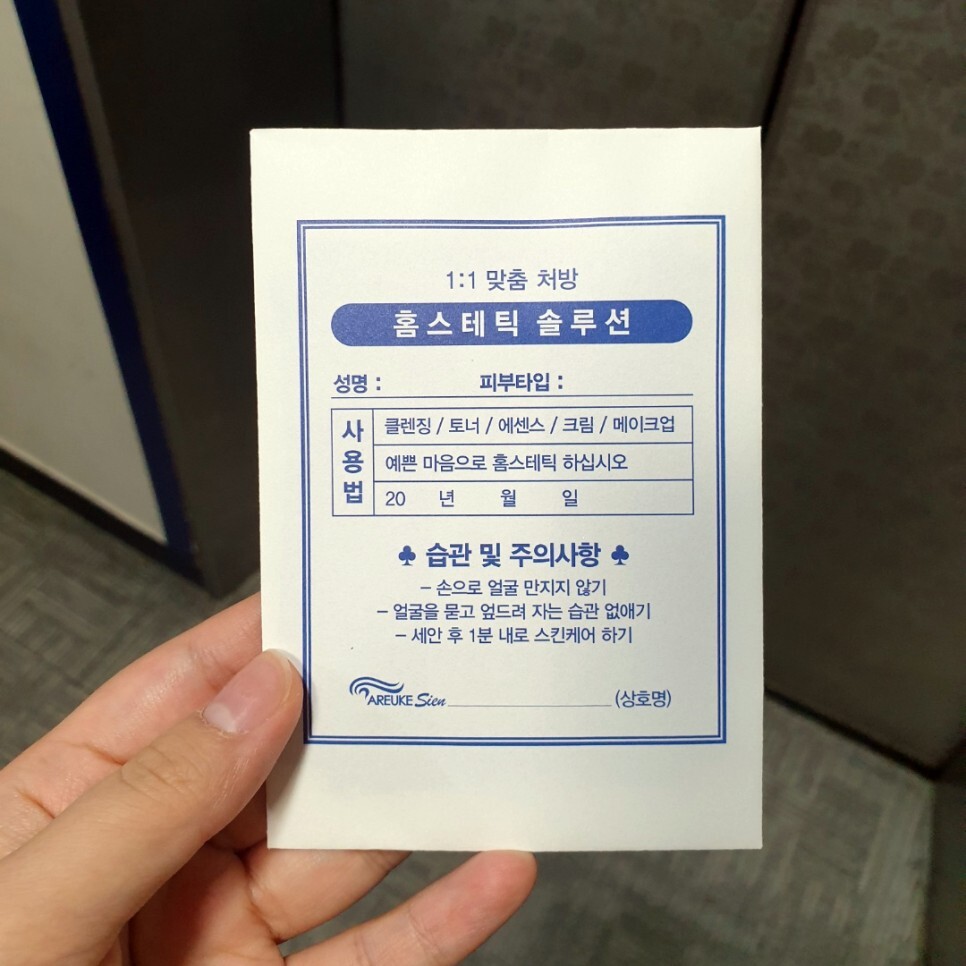 1:1 맞춤 처방
홈스테틱 솔루션
성명 : 피부타입 :
사용법
클렌징 / 토너 / 에센스 / 크림 / 메이크업
예쁜 마음으로 홈스테틱 하십시오
20 년 월 일
♣ 습관 및 주의사항 ♣
– 손으로 얼굴 만지지 않기
– 얼굴을 묻고 엎드려 자는 습관 없애기
– 세안 후 1분 내로 스킨케어 하기
AREUKE Sien (상호명)